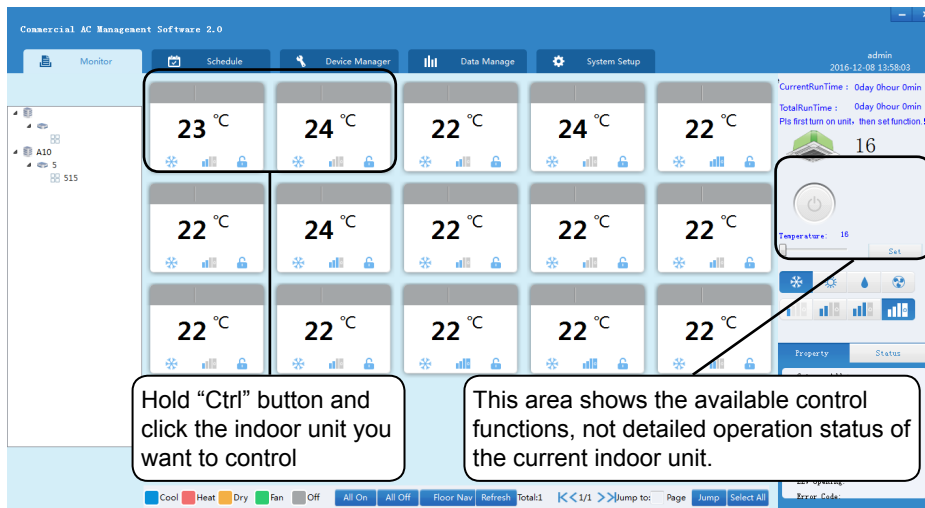 Commercial AC Management Software 2.0
Monitor
Schedule
Device Manager
Data Manage
System Setup
admin
2016-12-08 13:58:03
A10
5
515
23 ℃
24 ℃
22 ℃
24 ℃
22 ℃
22 ℃
24 ℃
22 ℃
22 ℃
22 ℃
22 ℃
22 ℃
22 ℃
22 ℃
22 ℃
CurrentRunTime : 0day 0hour 0min
TotalRunTime : 0day 0hour 0min
Pls first turn on unit, then set function.
16
Temperature: 16
Set
Property
Status
Hold “Ctrl” button and
click the indoor unit you
want to control
This area shows the available control
functions, not detailed operation status of
the current indoor unit.
Error Code:
Cool
Heat
Dry
Fan
Off
All On
All Off
Floor Nav
Refresh
Total:1
1/1
Jump to:
Page
Jump
Select All